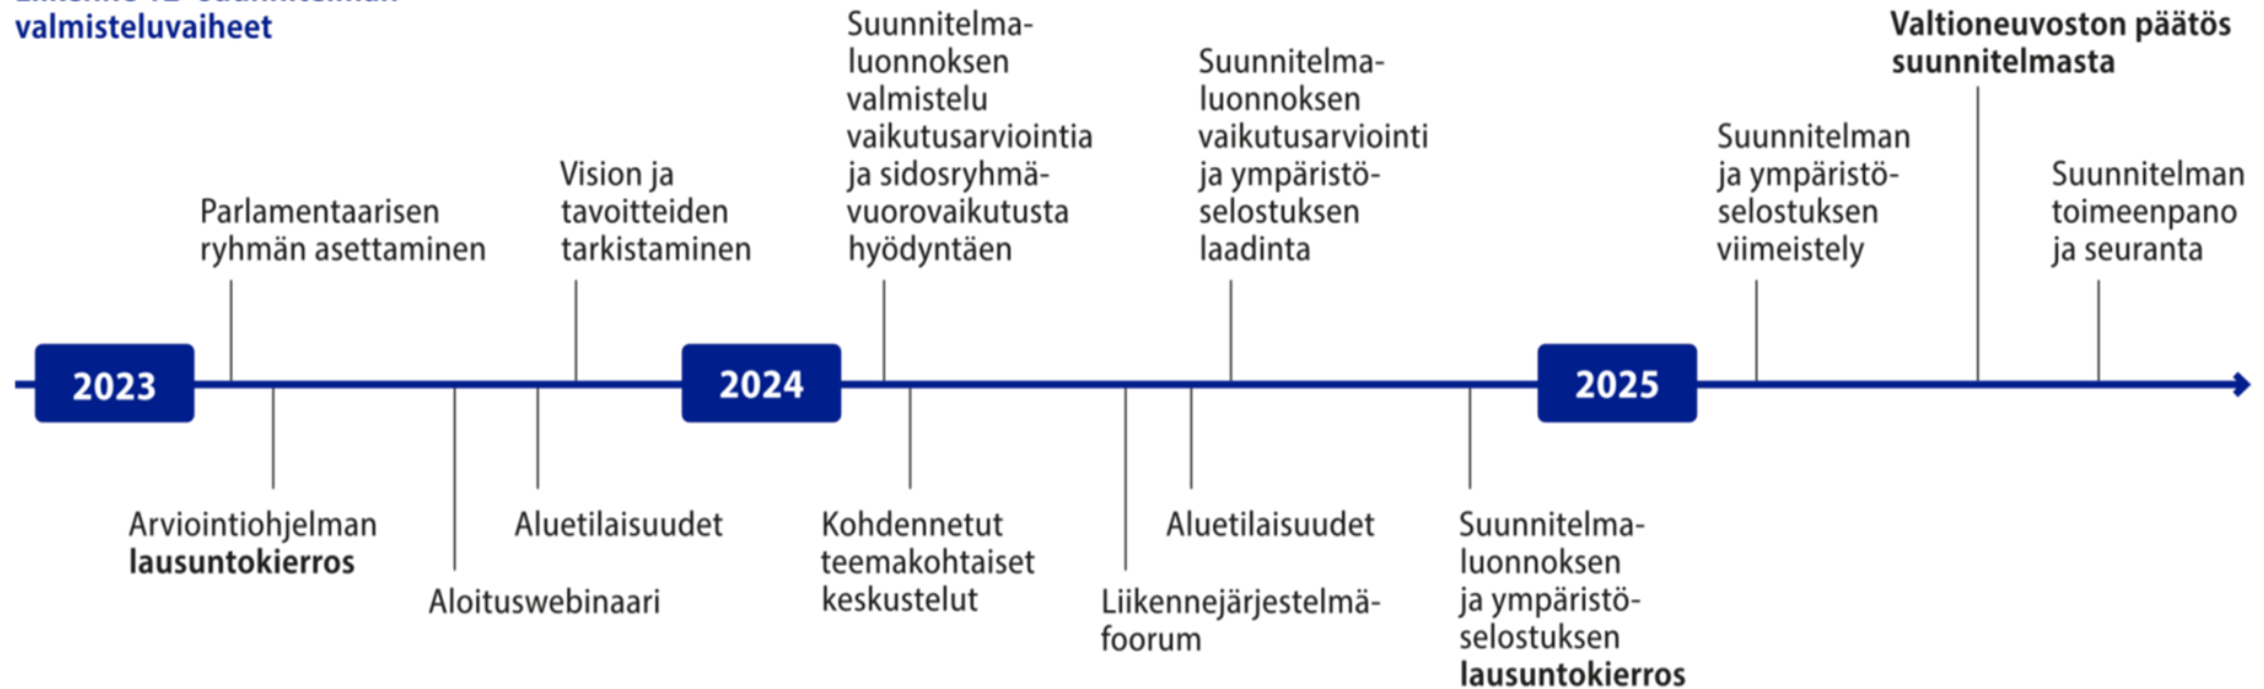 valmisteluvaiheet
Suunnitelma-
luonnoksen
valmistelu
vaikutusarviointia
ja sidosryhmä-
vuorovaikutusta
hyödyntäen
Suunnitelma-
luonnoksen
vaikutusarviointi
ja ympäristö-
selostuksen
laadinta
Valtioneuvoston päätös
suunnitelmasta
Parlamentaarisen
ryhmän asettaminen
Vision ja
tavoitteiden
tarkistaminen
Suunnitelman
ja ympäristö-
selostuksen
viimeistely
Suunnitelman
toimeenpano
ja seuranta
2023
2024
2025
Arviointiohjelman
lausuntokierros
Aloituswebinaari
Aluetilaisuudet
Kohdennetut
teemakohtaiset
keskustelut
Liikennejärjestelmä-
foorum
Aluetilaisuudet
Suunnitelma-
luonnoksen
ja ympäristö-
selostuksen
lausuntokierros